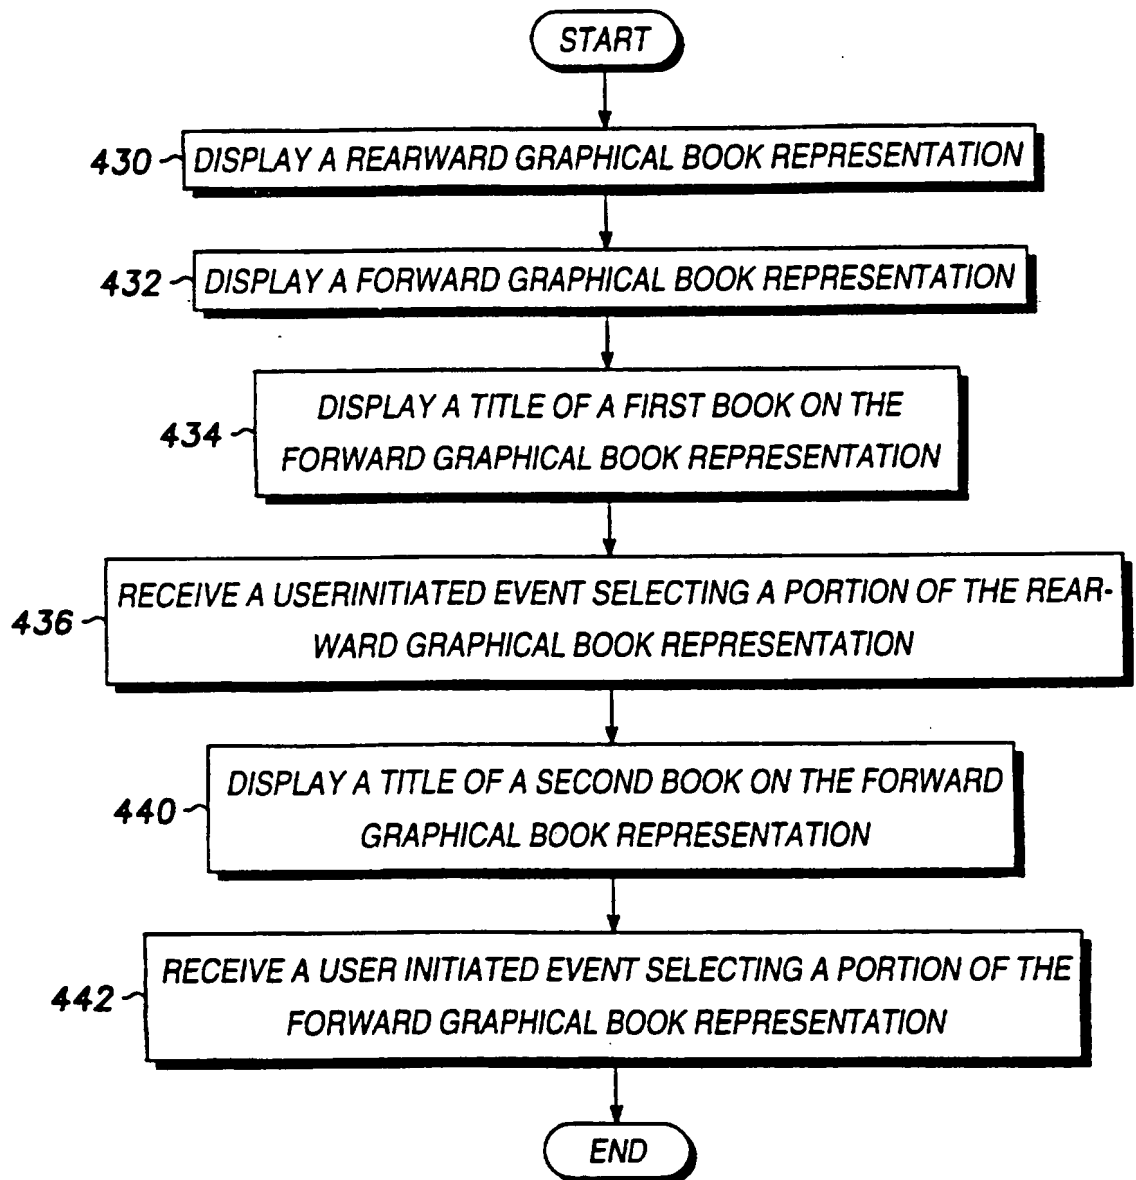 START
430
DISPLAY A REARWARD GRAPHICAL BOOK REPRESENTATION
432
DISPLAY A FORWARD GRAPHICAL BOOK REPRESENTATION
434
DISPLAY A TITLE OF A FIRST BOOK ON THE
FORWARD GRAPHICAL BOOK REPRESENTATION
436
RECEIVE A USERINITIATED EVENT SELECTING A PORTION OF THE REAR-
WARD GRAPHICAL BOOK REPRESENTATION
440
DISPLAY A TITLE OF A SECOND BOOK ON THE FORWARD
GRAPHICAL BOOK REPRESENTATION
442
RECEIVE A USER INITIATED EVENT SELECTING A PORTION OF THE
FORWARD GRAPHICAL BOOK REPRESENTATION
END